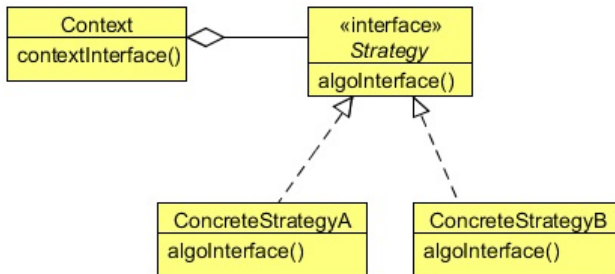 Context
contextInterface()
«interface»
Strategy
algoInterface()
ConcreteStrategyA
algoInterface()
ConcreteStrategyB
algoInterface()